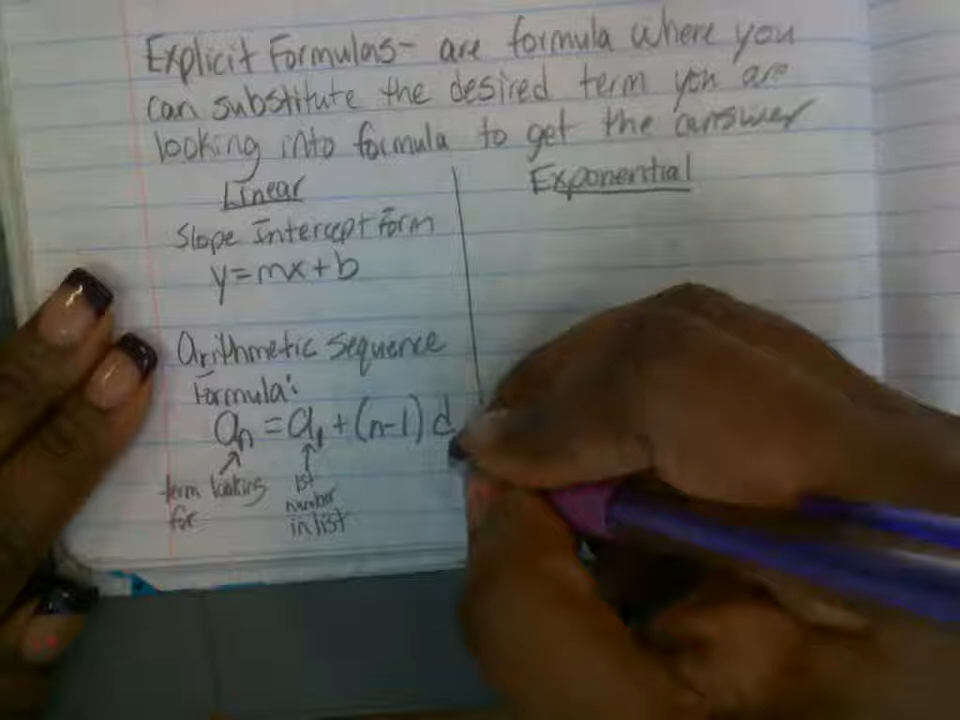 Explicit Formulas- are formula where you
can substitute the desired term you are
looking into formula to get the answer
Linear
Slope Intercept Form
y=mx+b
Arithmetic Sequence
Formula:
aₙ = a₁ + (n-1) d
term looking
for
1st
number
in list
Exponential